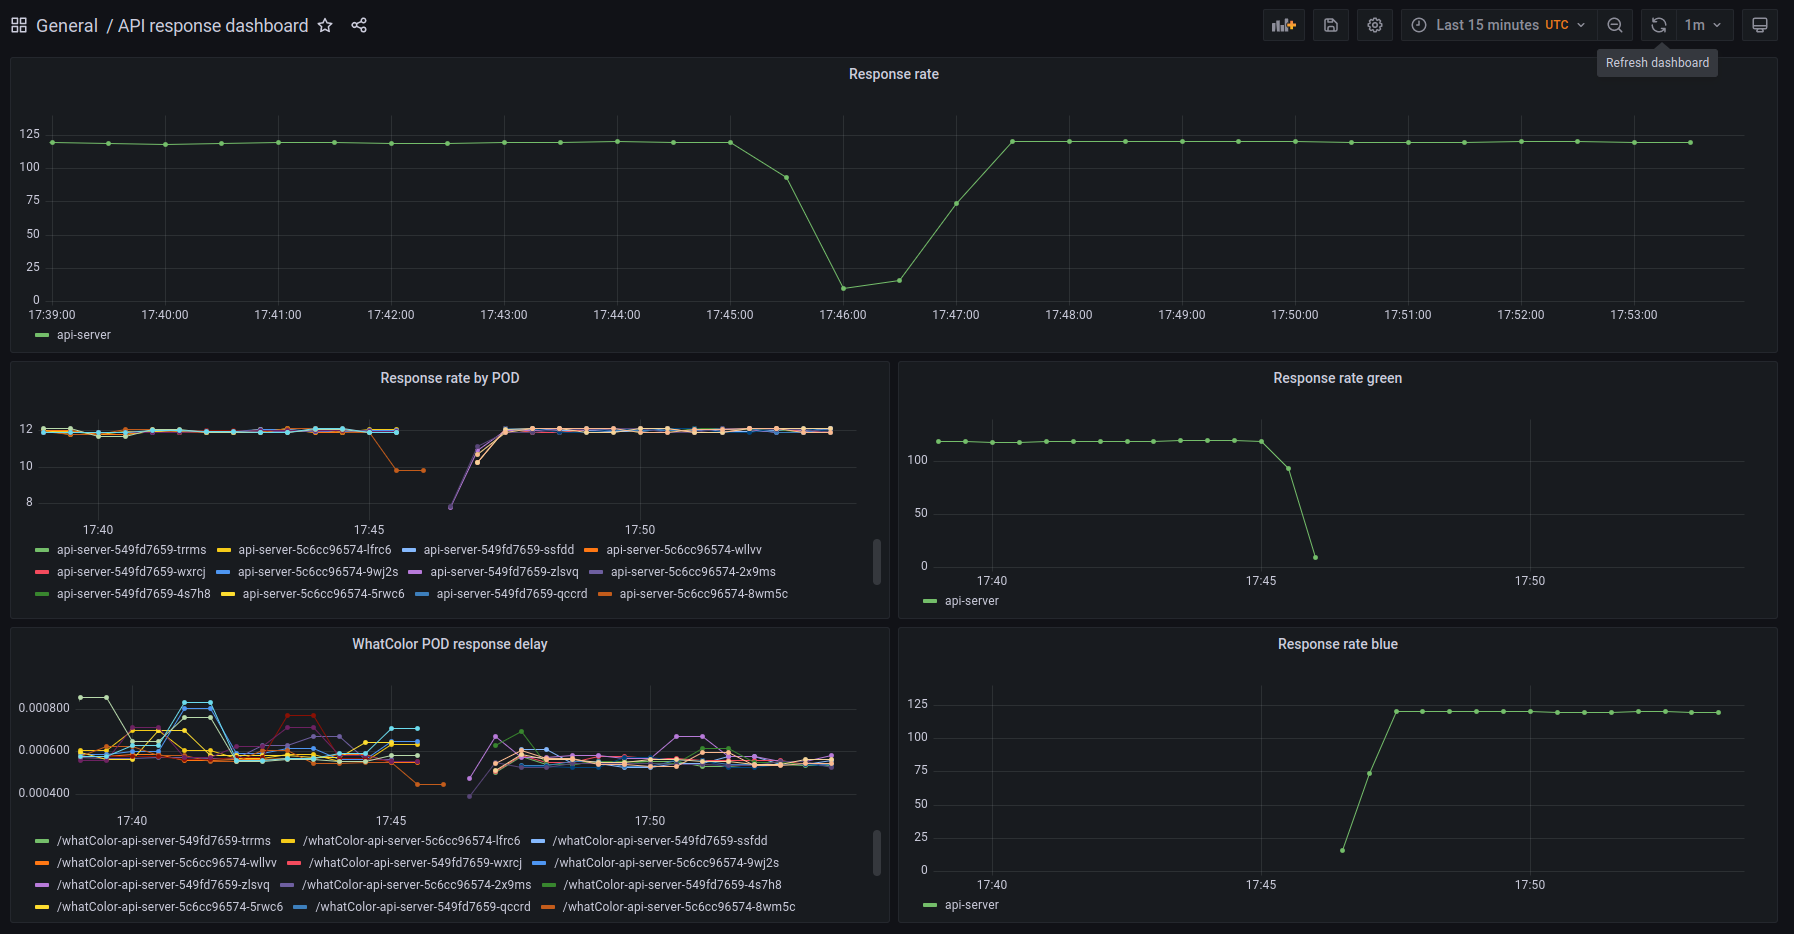 General / API response dashboard
Last 15 minutes UTC 1m
Refresh dashboard
Response rate
125
100
75
50
25
0
17:39:00 17:40:00 17:41:00 17:42:00 17:43:00 17:44:00 17:45:00 17:46:00 17:47:00 17:48:00 17:49:00 17:50:00 17:51:00 17:52:00 17:53:00
api-server
Response rate by POD
12
10
8
17:40 17:45 17:50
api-server-549fd7659-trrms api-server-5c6cc96574-lfrc6 api-server-549fd7659-ssfdd api-server-5c6cc96574-wllvv
api-server-549fd7659-wxrcj api-server-5c6cc96574-9wj2s api-server-549fd7659-zlsvq api-server-5c6cc96574-2x9ms
api-server-549fd7659-4s7h8 api-server-5c6cc96574-5rwc6 api-server-549fd7659-qccrd api-server-5c6cc96574-8wm5c
Response rate green
100
50
0
17:40 17:45 17:50
api-server
WhatColor POD response delay
0.000800
0.000600
0.000400
17:40 17:45 17:50
/whatColor-api-server-549fd7659-trrms /whatColor-api-server-5c6cc96574-lfrc6 /whatColor-api-server-549fd7659-ssfdd
/whatColor-api-server-5c6cc96574-wllvv /whatColor-api-server-549fd7659-wxrcj /whatColor-api-server-5c6cc96574-9wj2s
/whatColor-api-server-549fd7659-zlsvq /whatColor-api-server-5c6cc96574-2x9ms /whatColor-api-server-549fd7659-4s7h8
/whatColor-api-server-5c6cc96574-5rwc6 /whatColor-api-server-549fd7659-qccrd /whatColor-api-server-5c6cc96574-8wm5c
Response rate blue
125
100
75
50
25
0
17:40 17:45 17:50
api-server